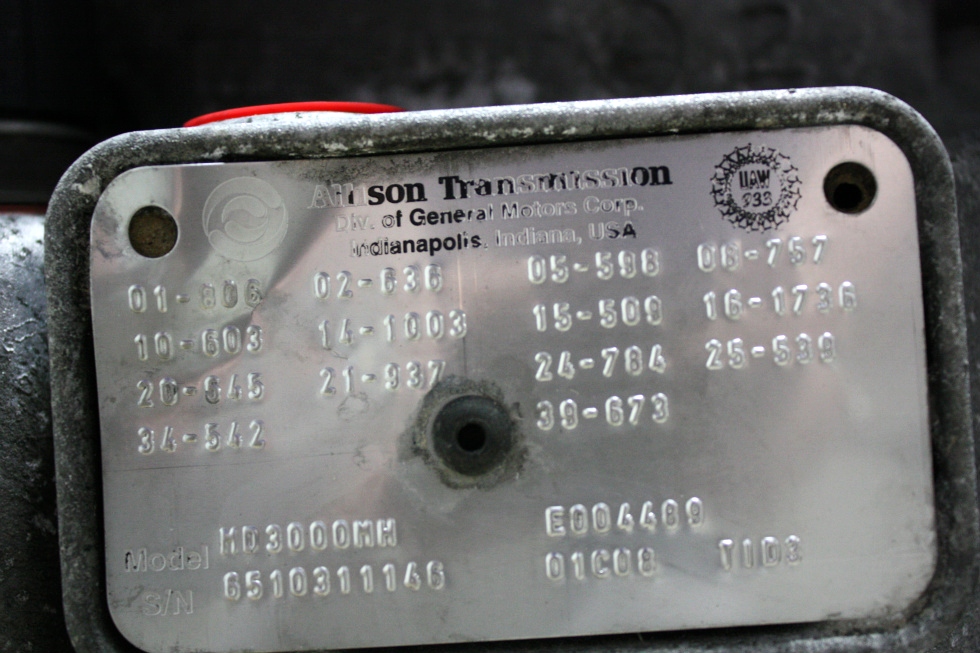 Allison Transmission
Div. of General Motors Corp.
Indianapolis, Indiana, USA
UAW
933
01-806 02-636 05-598 06-757
10-603 14-1003 15-509 16-1736
20-945 21-937 24-784 25-539
34-542 39-673
Model MD3000MH E004489
S/N 6510311146 01C08 TID3